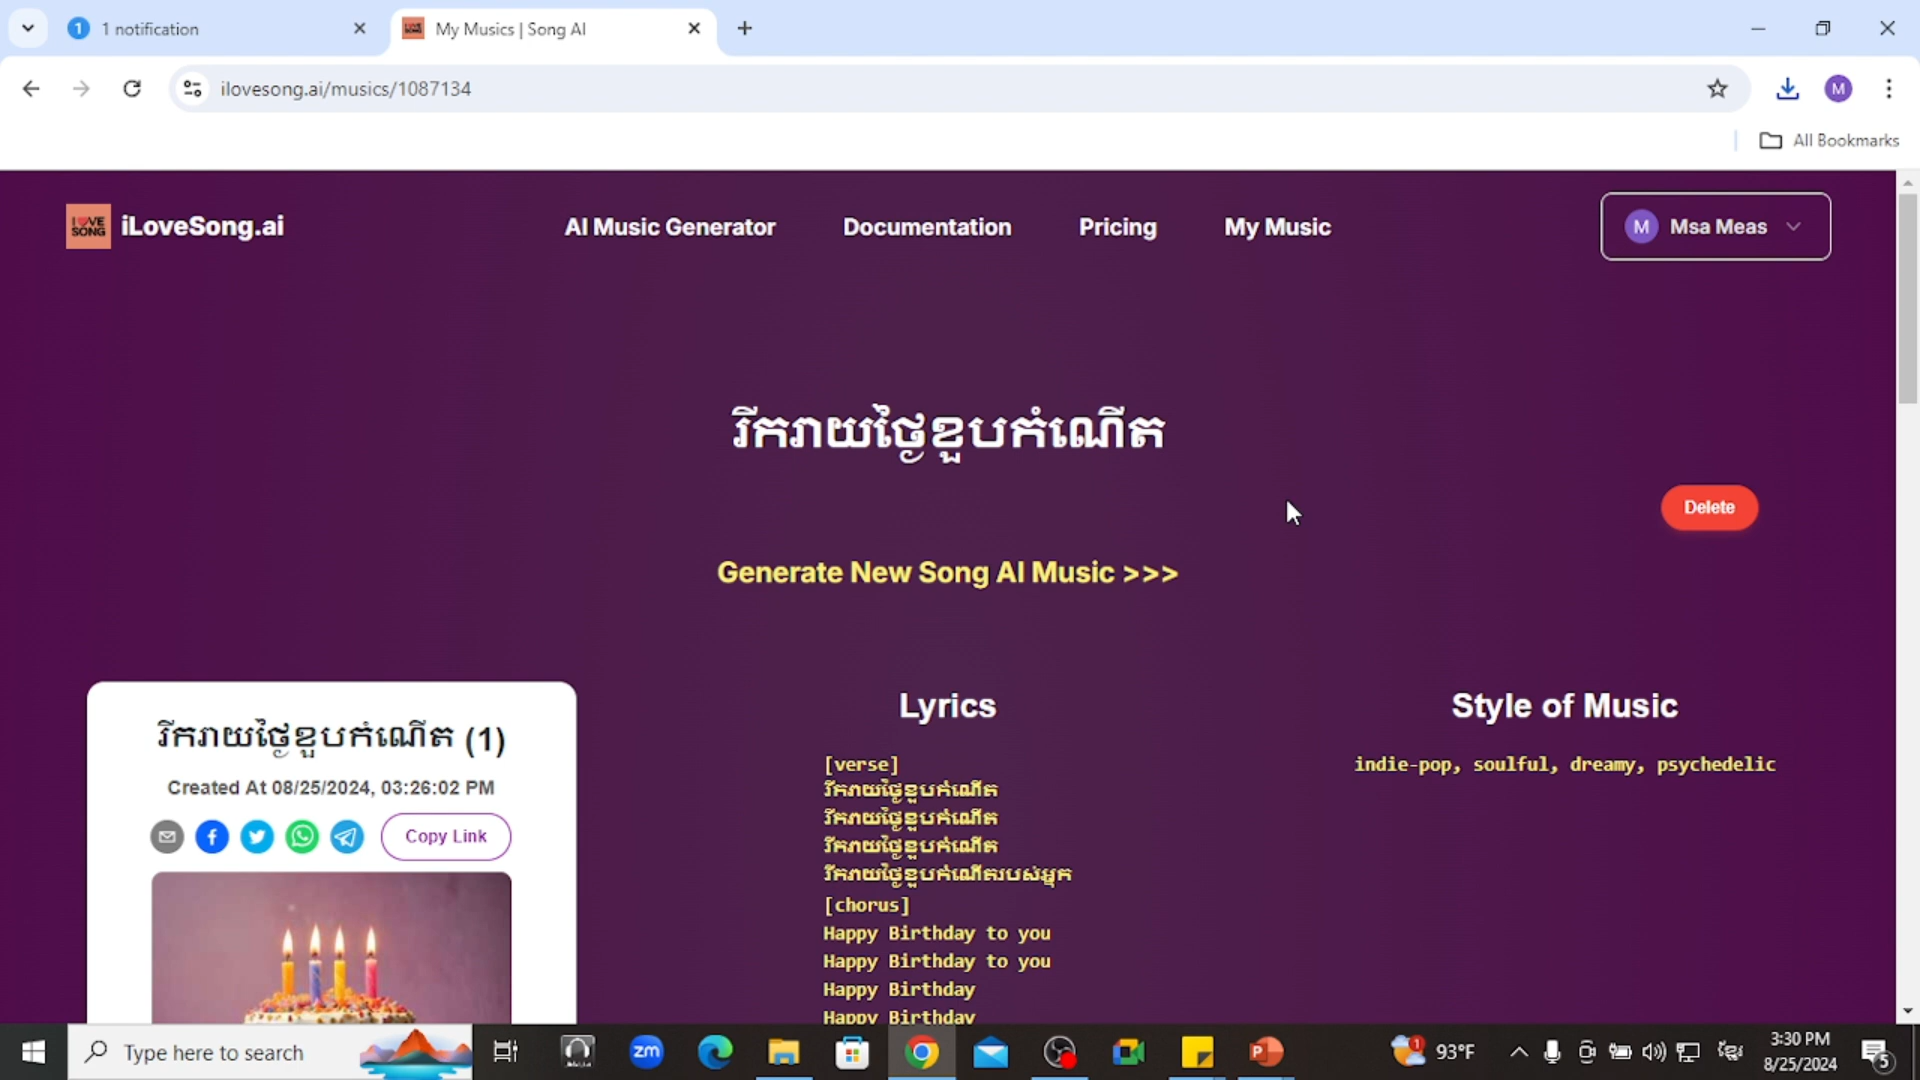 1 notification
My Musics | Song AI
ilovesong.ai/musics/1087134
All Bookmarks
I LOVE SONG
iLoveSong.ai
AI Music Generator
Documentation
Pricing
My Music
M
Msa Meas
រីករាយថ្ងៃខួបកំណើត
Delete
Generate New Song AI Music >>>
រីករាយថ្ងៃខួបកំណើត (1)
Created At 08/25/2024, 03:26:02 PM
Copy Link
Lyrics
[verse]
រីករាយថ្ងៃខួបកំណើត
រីករាយថ្ងៃខួបកំណើត
រីករាយថ្ងៃខួបកំណើត
រីករាយថ្ងៃខួបកំណើតរបស់អ្នក
[chorus]
Happy Birthday to you
Happy Birthday to you
Happy Birthday
Happy Birthday
Style of Music
indie-pop, soulful, dreamy, psychedelic
Type here to search
zm
93°F
3:30 PM
8/25/2024
5